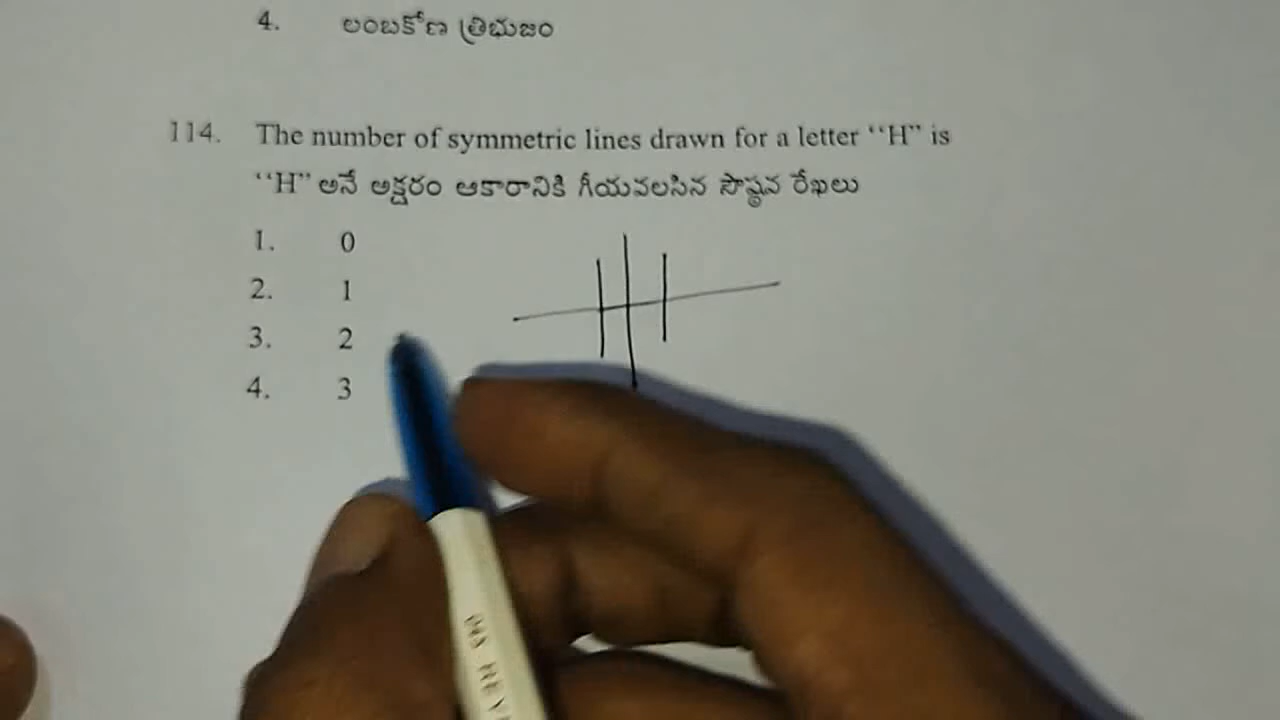 4. లంబకోణ త్రిభుజం
114. The number of symmetric lines drawn for a letter ‘‘H’’ is
‘‘H’’ అనే అక్షరం ఆకారానికి గీయవలసిన సౌష్ఠవ రేఖలు
1. 0
2. 1
3. 2
4. 3